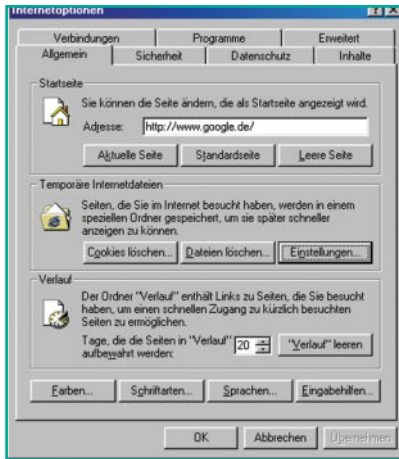 Internetoptionen
Verbindungen Programme Erweitert
Allgemein Sicherheit Datenschutz Inhalte
Startseite
Sie können die Seite ändern, die als Startseite angezeigt wird.
Adresse: http://www.google.de/
Aktuelle Seite Standardseite Leere Seite
Temporäre Internetdateien
Seiten, die Sie im Internet besucht haben, werden in einem
speziellen Ordner gespeichert, um sie später schneller
anzeigen zu können.
Cookies löschen... Dateien löschen... Einstellungen...
Verlauf
Der Ordner "Verlauf" enthält Links zu Seiten, die Sie besucht
haben, um einen schnellen Zugang zu kürzlich besuchten
Seiten zu ermöglichen.
Tage, die die Seiten in "Verlauf" 20 "Verlauf" leeren
aufbewahrt werden:
Farben... Schriftarten... Sprachen... Eingabehilfen...
OK Abbrechen Übernehmen